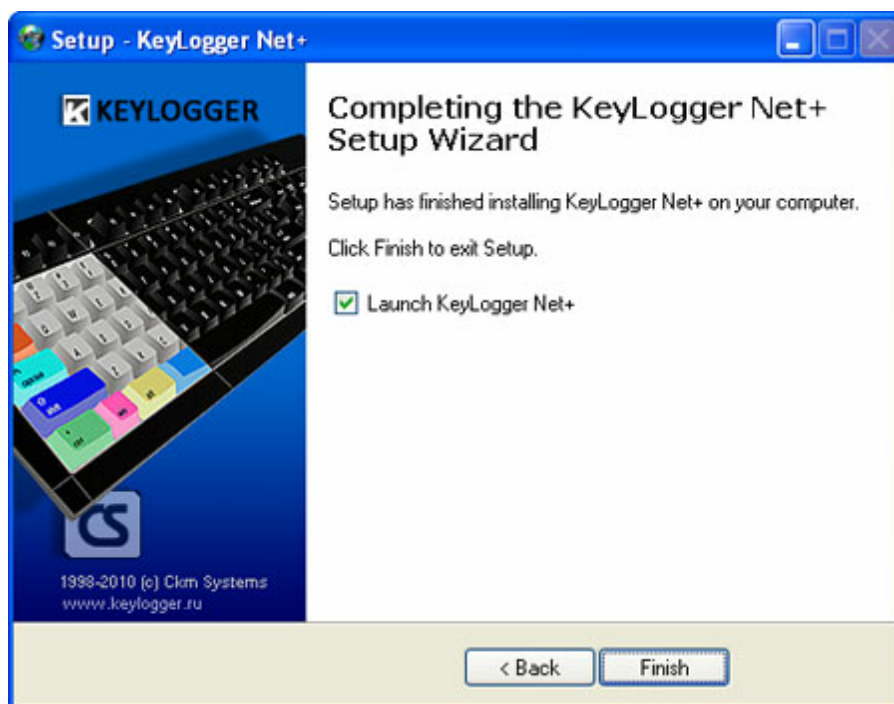 Setup - KeyLogger Net+
KEYLOGGER
Completing the KeyLogger Net+
Setup Wizard
Setup has finished installing KeyLogger Net+ on your computer.
Click Finish to exit Setup.
Launch KeyLogger Net+
CS
1998-2010 (c) Ckm Systems
www.keylogger.ru
< Back
Finish